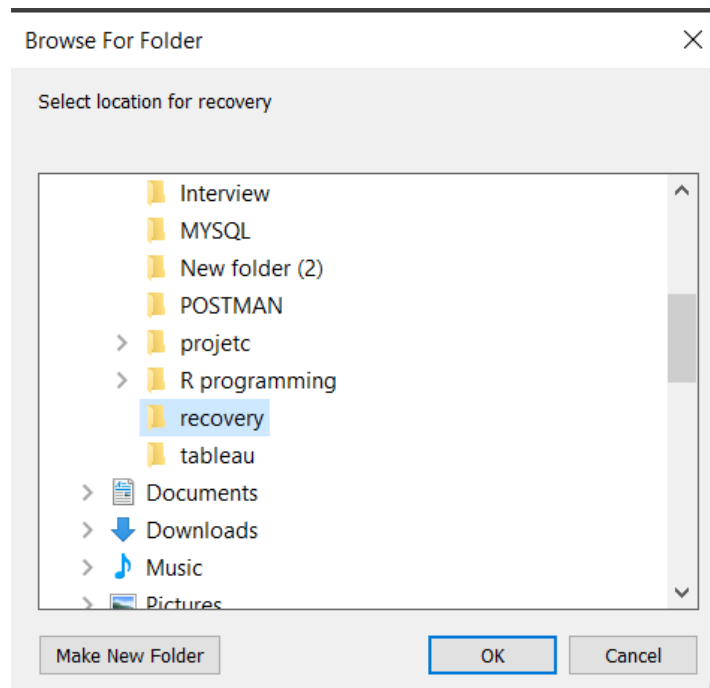 Browse For Folder
Select location for recovery
Interview
MYSQL
New folder (2)
POSTMAN
projetc
R programming
recovery
tableau
Documents
Downloads
Music
Pictures
Make New Folder
OK
Cancel